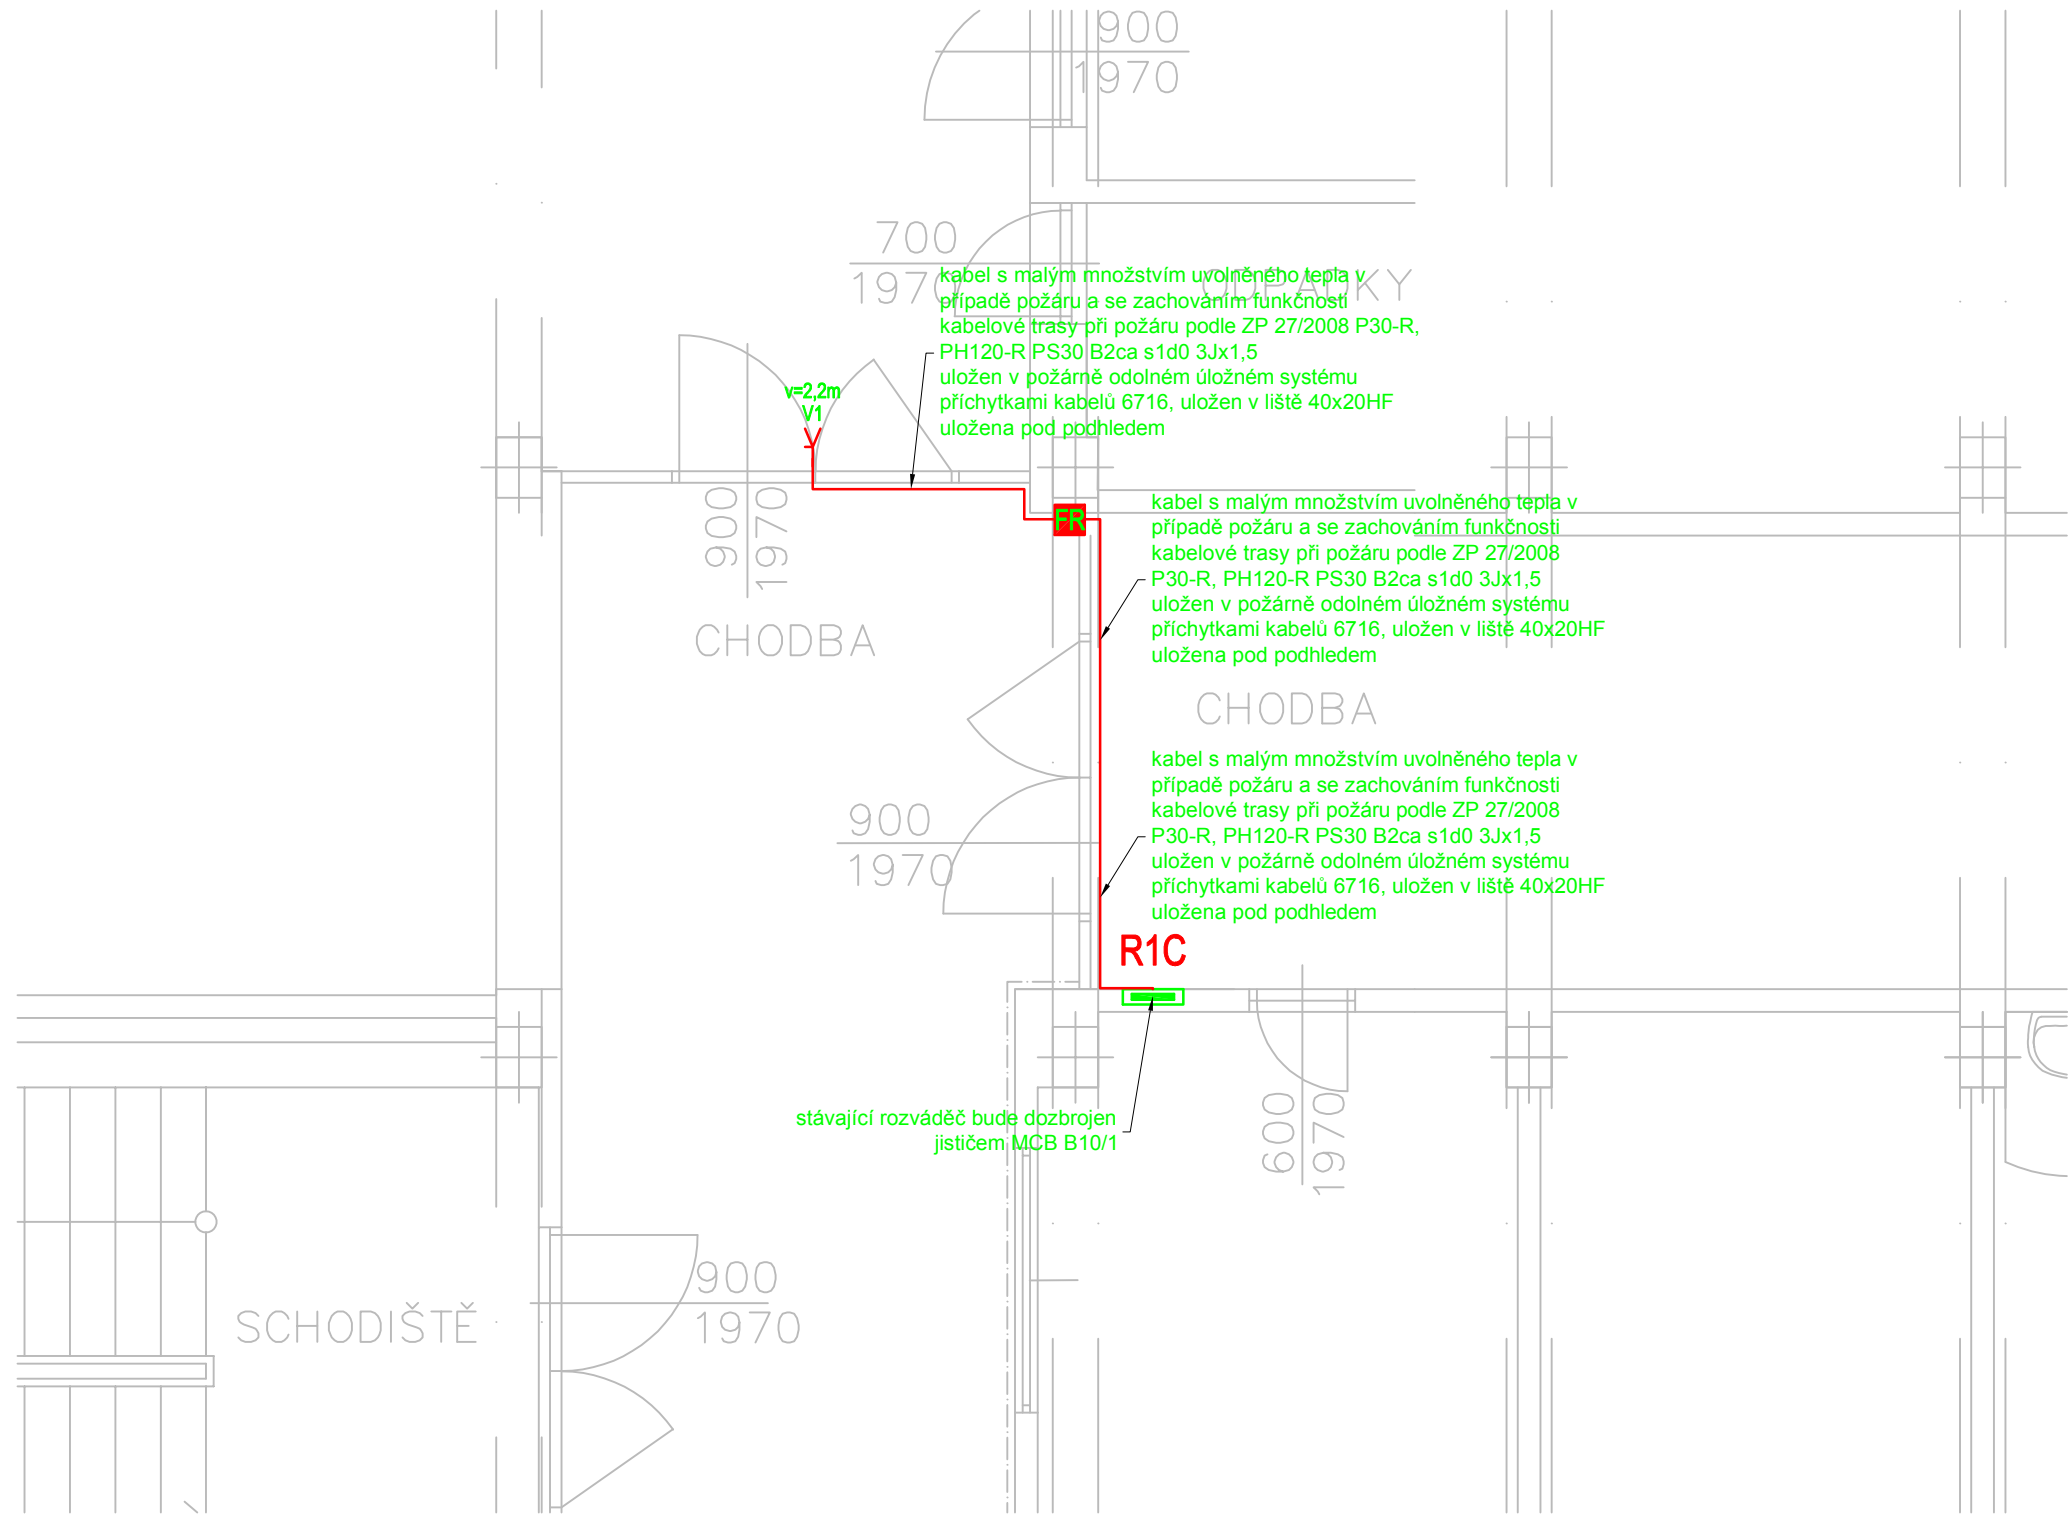 900
1970
700
1970
ODPADKY
kabel s malým množstvím uvolněného tepla v
případě požáru a se zachováním funkčnosti
kabelové trasy při požáru podle ZP 27/2008 P30-R,
PH120-R PS30 B2ca s1d0 3Jx1,5
uložen v požárně odolném úložném systému
příchytkami kabelů 6716, uložen v liště 40x20HF
uložena pod podhledem
v=2,2m
V1
900
1970
FR
kabel s malým množstvím uvolněného tepla v
případě požáru a se zachováním funkčnosti
kabelové trasy při požáru podle ZP 27/2008
P30-R, PH120-R PS30 B2ca s1d0 3Jx1,5
uložen v požárně odolném úložném systému
příchytkami kabelů 6716, uložen v liště 40x20HF
uložena pod podhledem
CHODBA
CHODBA
kabel s malým množstvím uvolněného tepla v
případě požáru a se zachováním funkčnosti
kabelové trasy při požáru podle ZP 27/2008
P30-R, PH120-R PS30 B2ca s1d0 3Jx1,5
uložen v požárně odolném úložném systému
příchytkami kabelů 6716, uložen v liště 40x20HF
uložena pod podhledem
900
1970
R1C
stávající rozváděč bude dozbrojen
jističem MCB B10/1
600
1970
900
1970
SCHODIŠTĚ